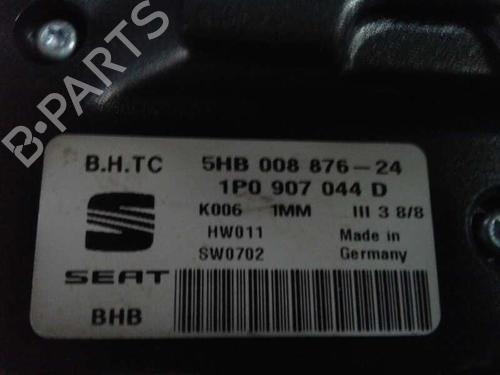 B-PARTS
B.H.TC 5HB 008 876-24
1P0 907 044 D
K006 1MM III 3 8/8
HW011 Made in
SW0702 Germany
SEAT
BHB